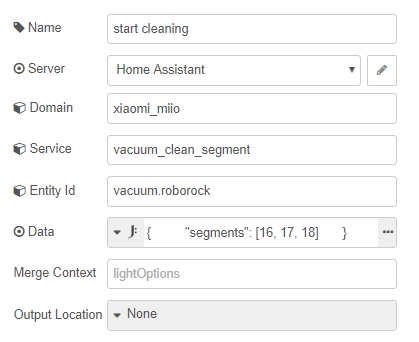 Name start cleaning
Server Home Assistant
Domain xiaomi_miio
Service vacuum_clean_segment
Entity Id vacuum.roborock
Data J: { "segments": [16, 17, 18] }
Merge Context lightOptions
Output Location None